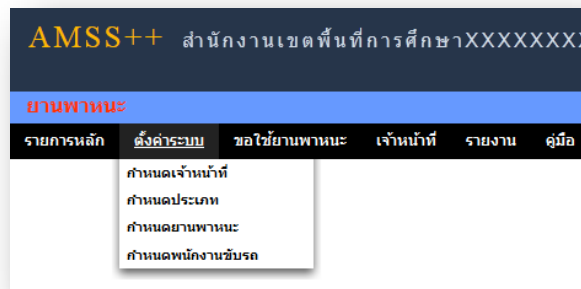 AMSS++ สำนักงานเขตพื้นที่การศึกษาXXXXXXX
ยานพาหนะ
รายการหลัก ตั้งค่าระบบ ขอใช้ยานพาหนะ เจ้าหน้าที่ รายงาน คู่มือ
กำหนดเจ้าหน้าที่
กำหนดประเภท
กำหนดยานพาหนะ
กำหนดพนักงานขับรถ